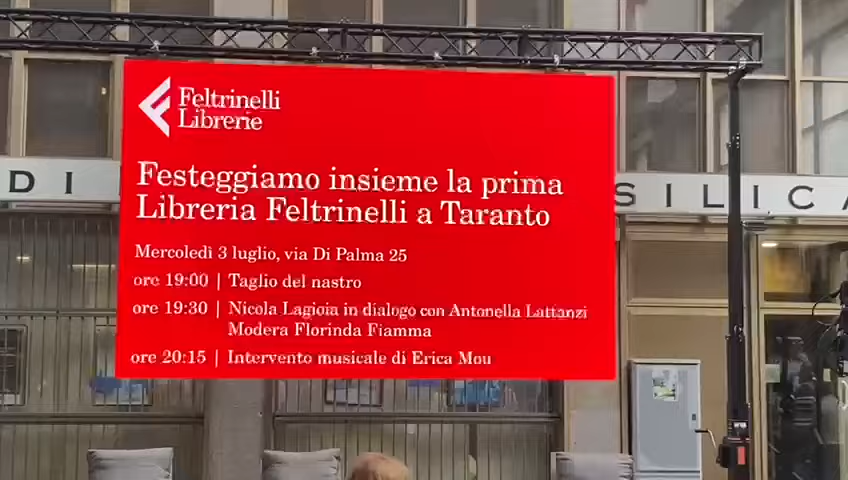 Feltrinelli
Librerie
Festeggiamo insieme la prima
Libreria Feltrinelli a Taranto
Mercoledì 3 luglio, via Di Palma 25
ore 19:00 | Taglio del nastro
ore 19:30 | Nicola Lagioia in dialogo con Antonella Lattanzi
Modera Florinda Fiamma
ore 20:15 | Intervento musicale di Erica Mou
DI
SILICA